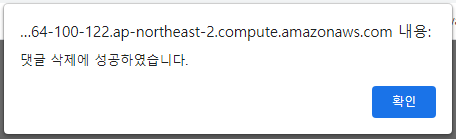 ...64-100-122.ap-northeast-2.compute.amazonaws.com 내용:
댓글 삭제에 성공하였습니다.
확인